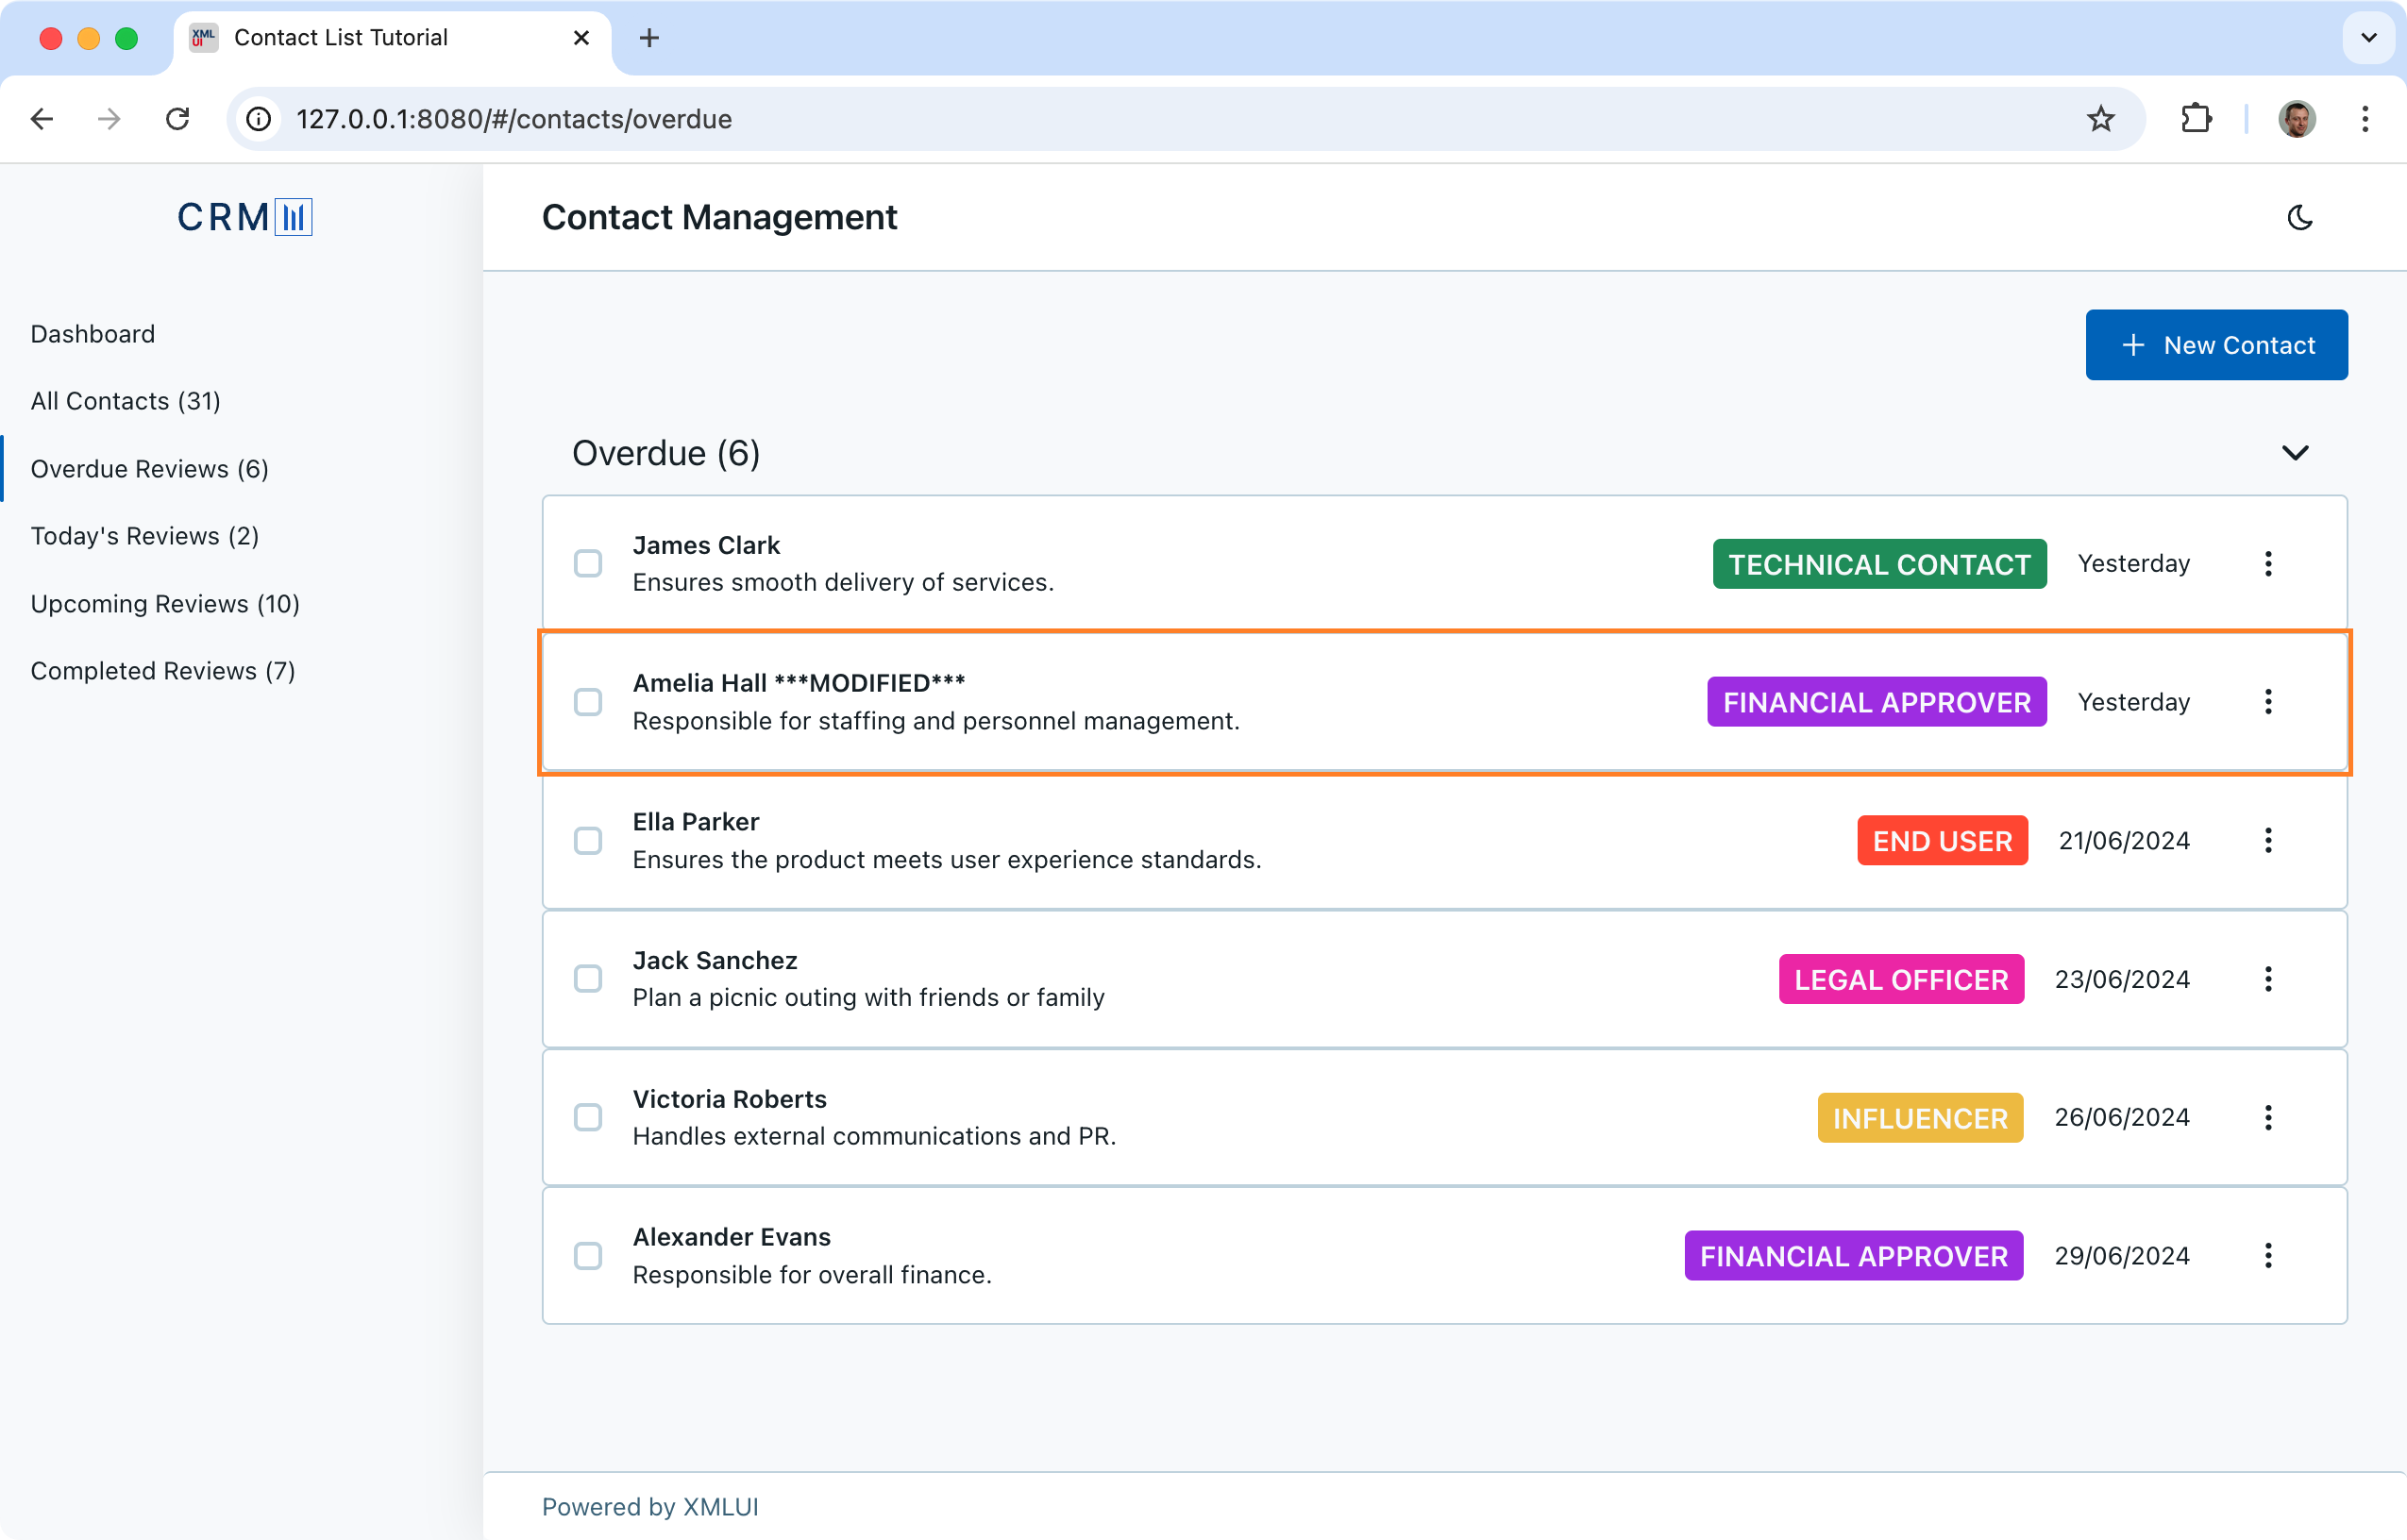 XML
UI
Contact List Tutorial
127.0.0.1:8080/#/contacts/overdue
CRM
Contact Management
Dashboard
All Contacts (31)
Overdue Reviews (6)
Today's Reviews (2)
Upcoming Reviews (10)
Completed Reviews (7)
New Contact
Overdue (6)
James Clark
Ensures smooth delivery of services.
TECHNICAL CONTACT Yesterday
Amelia Hall ***MODIFIED***
Responsible for staffing and personnel management.
FINANCIAL APPROVER Yesterday
Ella Parker
Ensures the product meets user experience standards.
END USER 21/06/2024
Jack Sanchez
Plan a picnic outing with friends or family
LEGAL OFFICER 23/06/2024
Victoria Roberts
Handles external communications and PR.
INFLUENCER 26/06/2024
Alexander Evans
Responsible for overall finance.
FINANCIAL APPROVER 29/06/2024
Powered by XMLUI